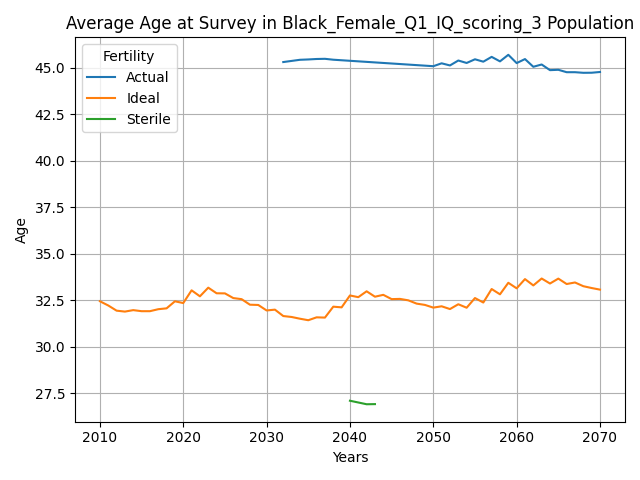 Average Age at Survey in Black_Female_Q1_IQ_scoring_3 Population
Fertility
Actual
Ideal
Sterile
45.0
42.5
40.0
37.5
35.0
32.5
30.0
27.5
Age
2010 2020 2030 2040 2050 2060 2070
Years